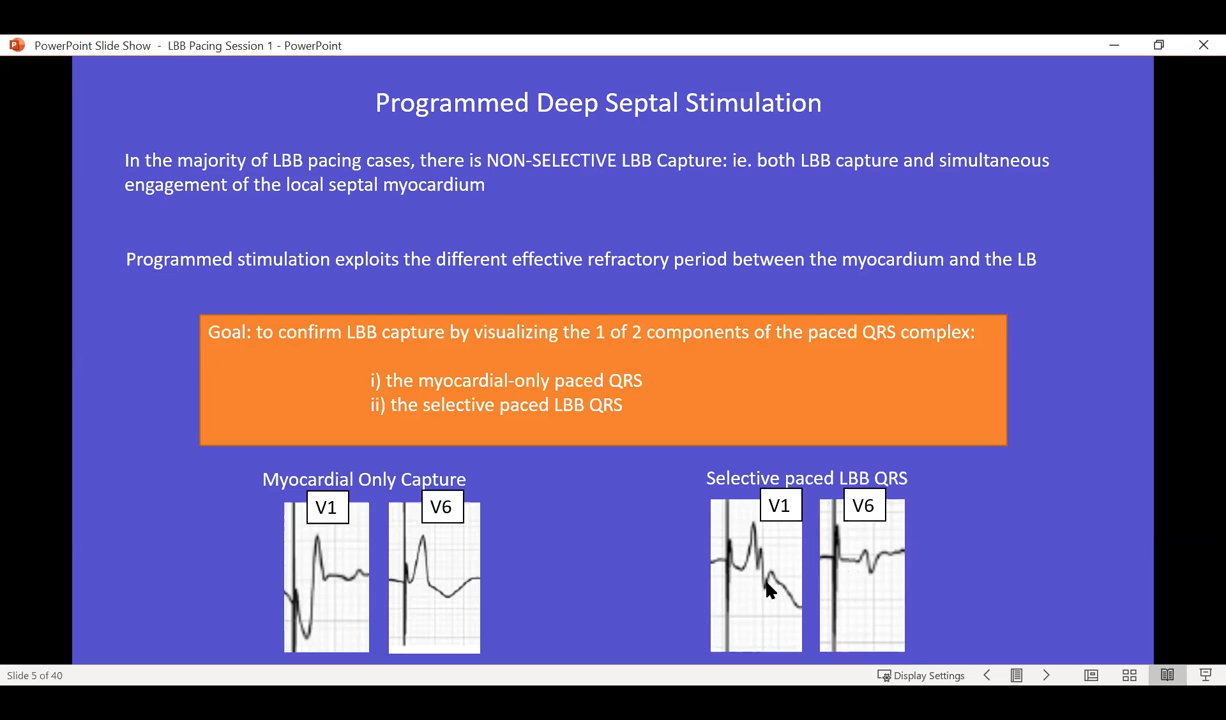 PowerPoint Slide Show - LBB Pacing Session 1 - PowerPoint
Programmed Deep Septal Stimulation
In the majority of LBB pacing cases, there is NON-SELECTIVE LBB Capture: ie. both LBB capture and simultaneous
engagement of the local septal myocardium
Programmed stimulation exploits the different effective refractory period between the myocardium and the LB
Goal: to confirm LBB capture by visualizing the 1 of 2 components of the paced QRS complex:
i) the myocardial-only paced QRS
ii) the selective paced LBB QRS
Myocardial Only Capture
V1
V6
Selective paced LBB QRS
V1
V6
Slide 5 of 40
Display Settings